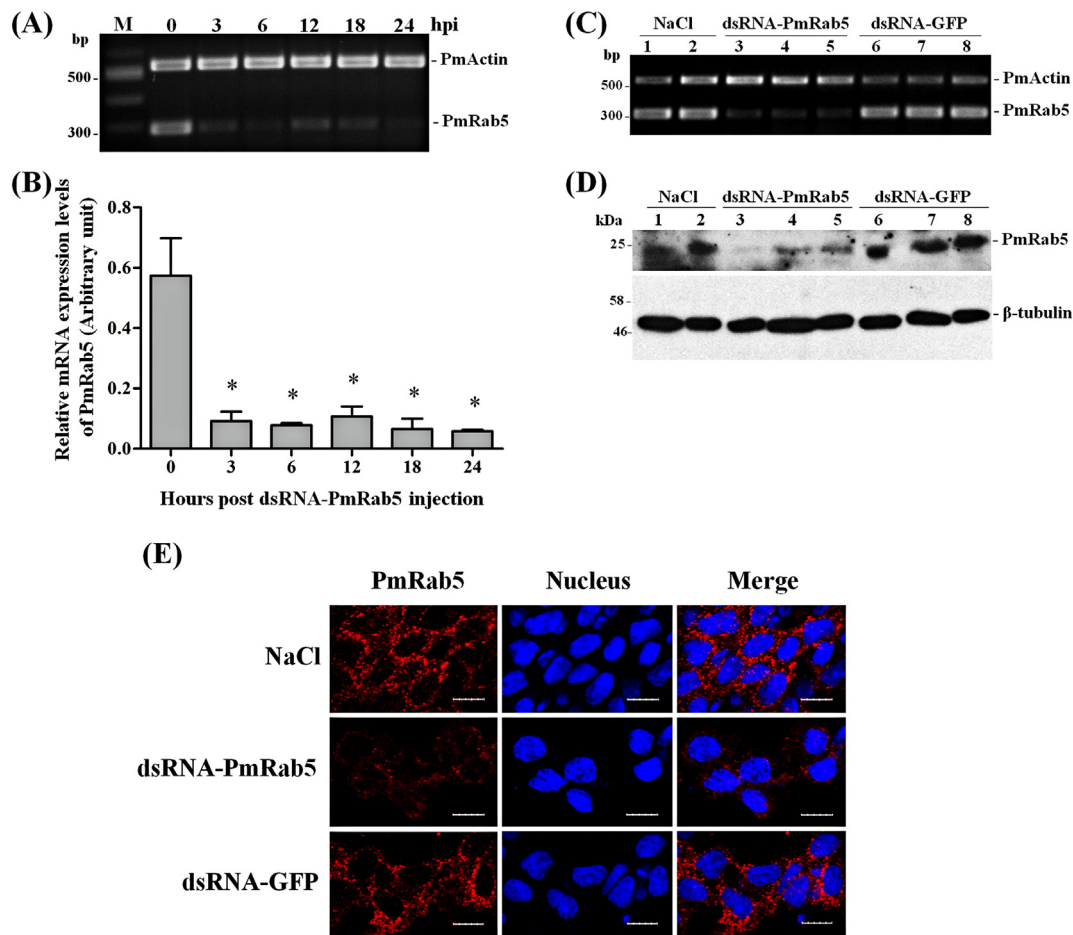 (A)
M 0 3 6 12 18 24 hpi
bp
500
300
- PmActin
- PmRab5
(B)
Relative mRNA expression levels
of PmRab5 (Arbitrary unit)
0.8
0.6
0.4
0.2
0.0
* * * * *
0 3 6 12 18 24
Hours post dsRNA-PmRab5 injection
(C)
NaCl dsRNA-PmRab5 dsRNA-GFP
1 2 3 4 5 6 7 8
bp
500
300
- PmActin
- PmRab5
(D)
NaCl dsRNA-PmRab5 dsRNA-GFP
kDa 1 2 3 4 5 6 7 8
25
- PmRab5
58
46
- β-tubulin
(E)
PmRab5 Nucleus Merge
NaCl
dsRNA-PmRab5
dsRNA-GFP